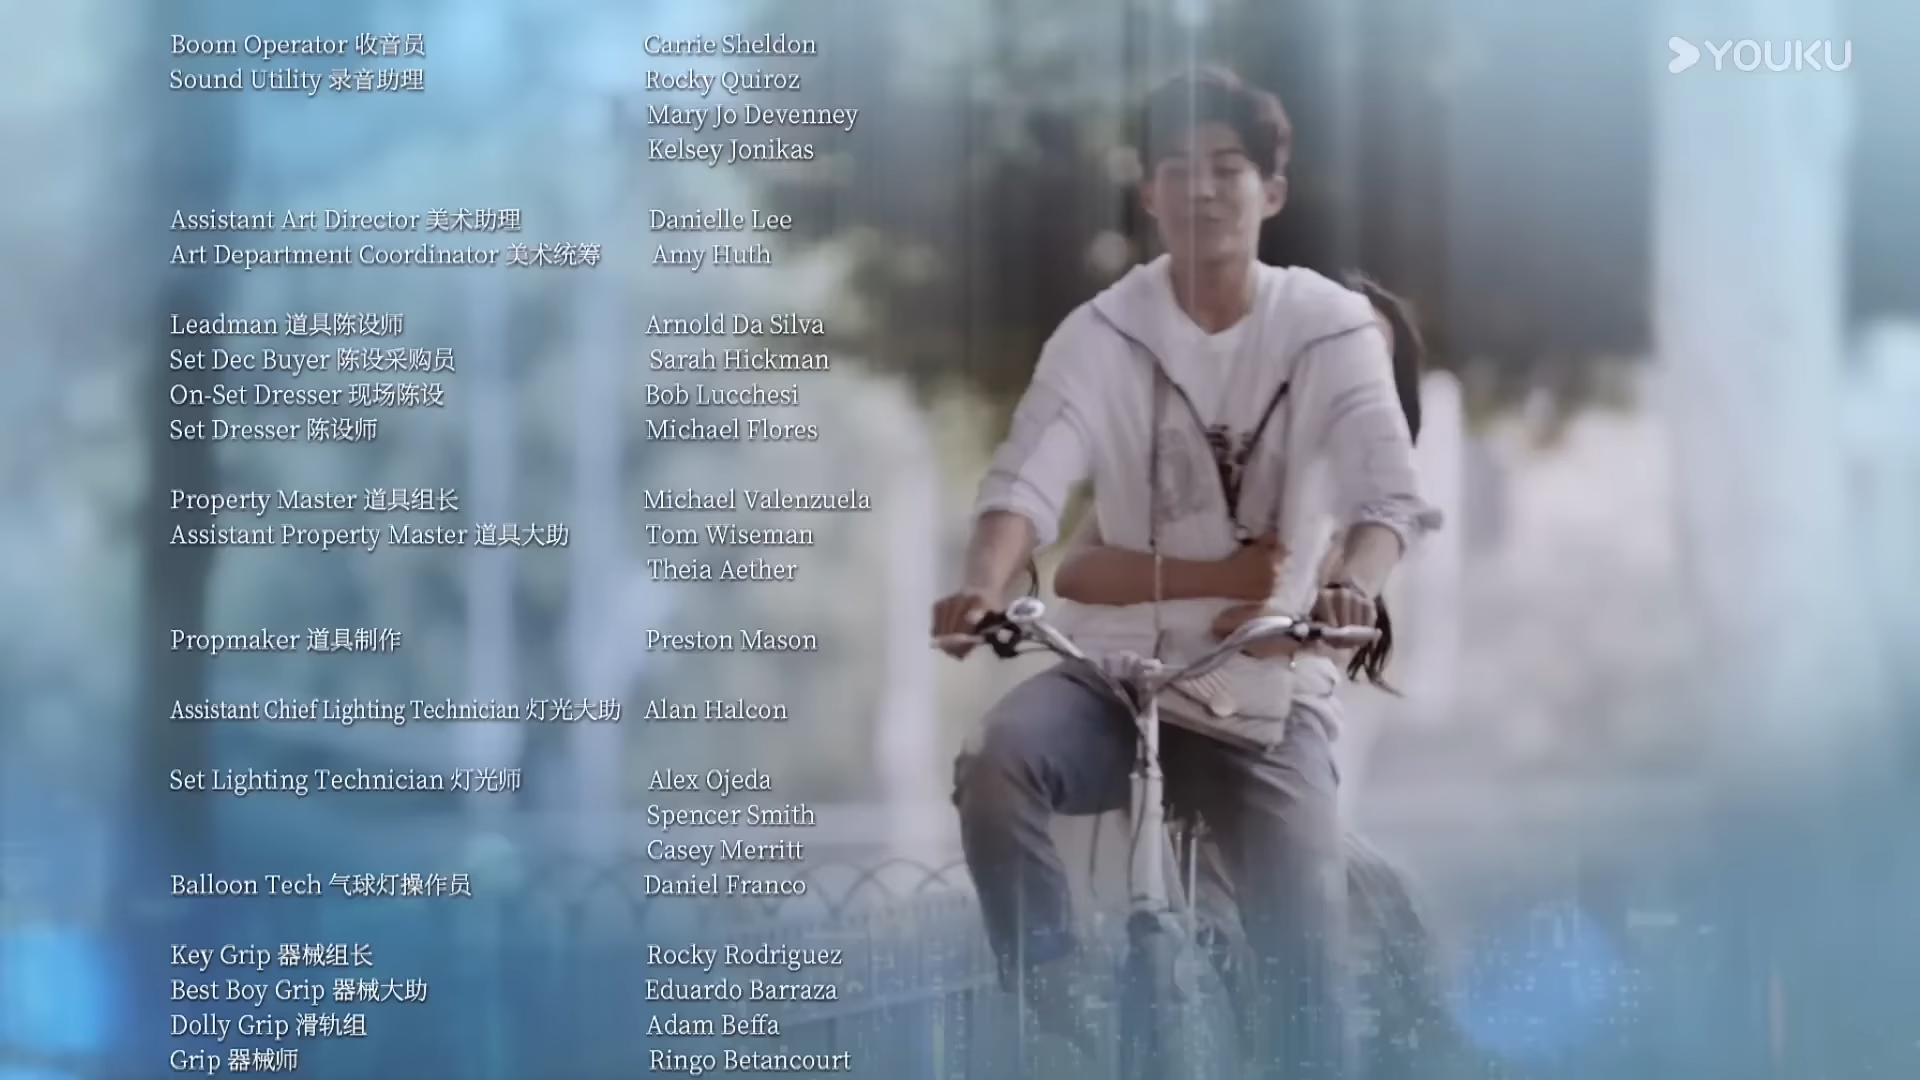 Boom Operator 收音员 Carrie Sheldon
Sound Utility 录音助理 Rocky Quiroz
Mary Jo Devenney
Kelsey Jonikas
Assistant Art Director 美术助理 Danielle Lee
Art Department Coordinator 美术统筹 Amy Huth
Leadman 道具陈设师 Arnold Da Silva
Set Dec Buyer 陈设采购员 Sarah Hickman
On-Set Dresser 现场陈设 Bob Lucchesi
Set Dresser 陈设师 Michael Flores
Property Master 道具组长 Michael Valenzuela
Assistant Property Master 道具大助 Tom Wiseman
Theia Aether
Propmaker 道具制作 Preston Mason
Assistant Chief Lighting Technician 灯光大助 Alan Halcon
Set Lighting Technician 灯光师 Alex Ojeda
Spencer Smith
Casey Merritt
Balloon Tech 气球灯操作员 Daniel Franco
Key Grip 器械组长 Rocky Rodriguez
Best Boy Grip 器械大助 Eduardo Barraza
Dolly Grip 滑轨组 Adam Beffa
Grip 器械师 Ringo Betancourt
YOUKU